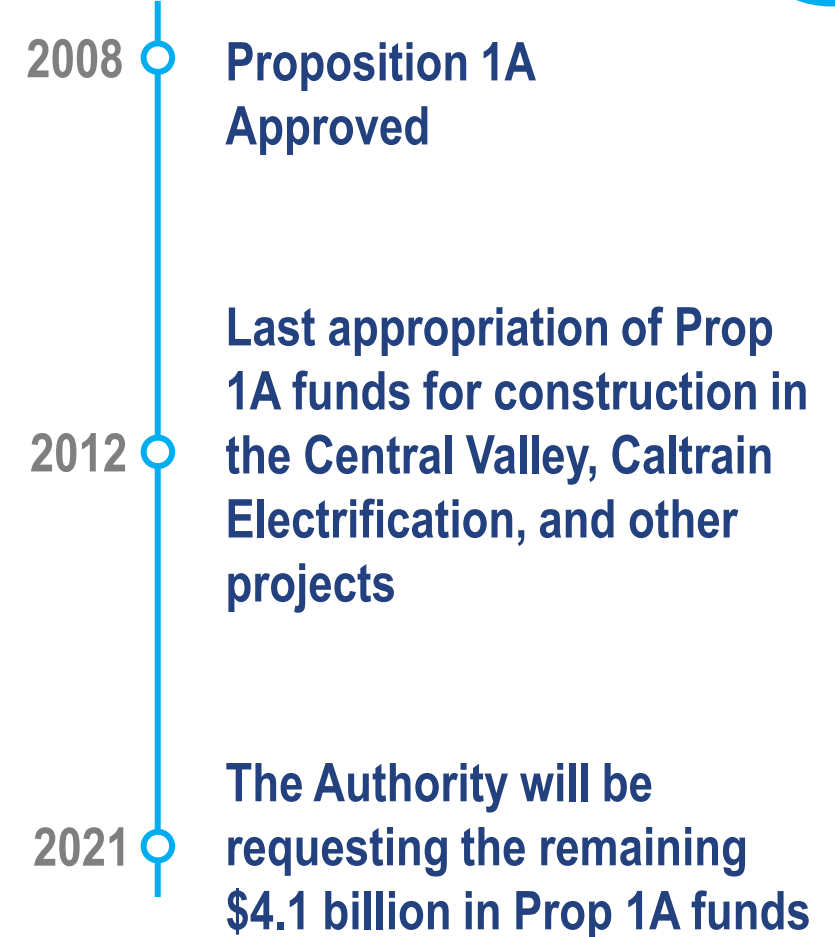 2008
Proposition 1A
Approved
Last appropriation of Prop
1A funds for construction in
2012
the Central Valley, Caltrain
Electrification, and other
projects
The Authority will be
2021
requesting the remaining
$4.1 billion in Prop 1A funds